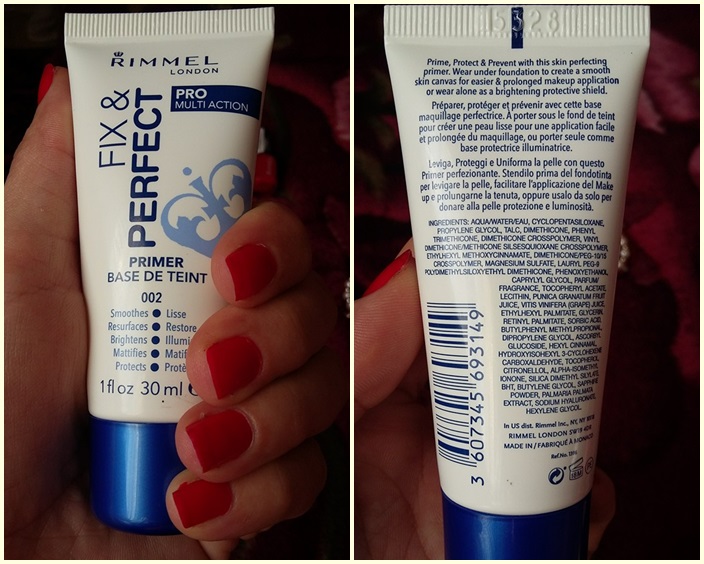 RIMMEL
LONDON
FIX &
PERFECT
PRO
MULTI ACTION
PRIMER
BASE DE TEINT
002
Smoothes ● Lisse
Resurfaces ● Restore
Brightens ● Illumi
Mattifies ● Matif
Protects ● Protè
1 fl oz 30 ml
5328
Prime, Protect & Prevent with this skin perfecting
primer. Wear under foundation to create a smooth
skin canvas for easier & prolonged makeup application
or wear alone as a brightening protective shield.
Préparer, protéger et prévenir avec cette base
maquillage perfectrice. A porter sous le fond de teint
pour créer une peau lisse pour une application facile
et prolongée du maquillage, ou porter seule comme
base protectrice illuminatrice.
Leviga, Proteggi e Uniforma la pelle con questo
Primer perfezionante. Stendilo prima del fondotinta
per levigare la pelle, facilitare l'applicazione del Make
up e prolungarne la tenuta, oppure usalo da solo per
donare alla pelle protezione e luminosità.
INGREDIENTS: AQUA/WATER/EAU, CYCLOPENTASILOXANE,
PROPYLENE GLYCOL, TALC, DIMETHICONE, PHENYL
TRIMETHICONE, DIMETHICONE CROSSPOLYMER, VINYL
DIMETHICONE/METHICONE SILSESQUIOXANE CROSSPOLYMER,
ETHYLHEXYL METHOXYCINNAMATE, DIMETHICONE/PEG-10/15
CROSSPOLYMER, MAGNESIUM SULFATE, LAURYL PEG-9
POLYDIMETHYLSILOXYETHYL DIMETHICONE, PHENOXYETHANOL,
CAPRYLYL GLYCOL, PARFUM/
FRAGRANCE, TOCOPHERYL ACETATE,
LECITHIN, PUNICA GRANATUM FRUIT
JUICE, VITIS VINIFERA (GRAPE) JUICE,
ETHYLHEXYL PALMITATE, GLYCERIN,
RETINYL PALMITATE, SORBIC ACID,
BUTYLPHENYL METHYLPROPIONAL,
DIPROPYLENE GLYCOL, ASCORBYL
GLUCOSIDE, HEXYL CINNAMAL,
HYDROXYISOHEXYL 3-CYCLOHEXENE
CARBOXALDEHYDE, TOCOPHEROL,
CITRONELLOL, ALPHA-ISOMETHYL
IONONE, SILICA DIMETHYL SILYLATE,
BHT, BUTYLENE GLYCOL, SAPPHIRE
POWDER, PALMARIA PALMATA
EXTRACT, SODIUM HYALURONATE,
HEXYLENE GLYCOL.
3 607345 693149
In US dist. Rimmel Inc, NY, NY
RIMMEL LONDON SW19
MADE IN / FABRIQUÉ À MONACO
Ref.No.